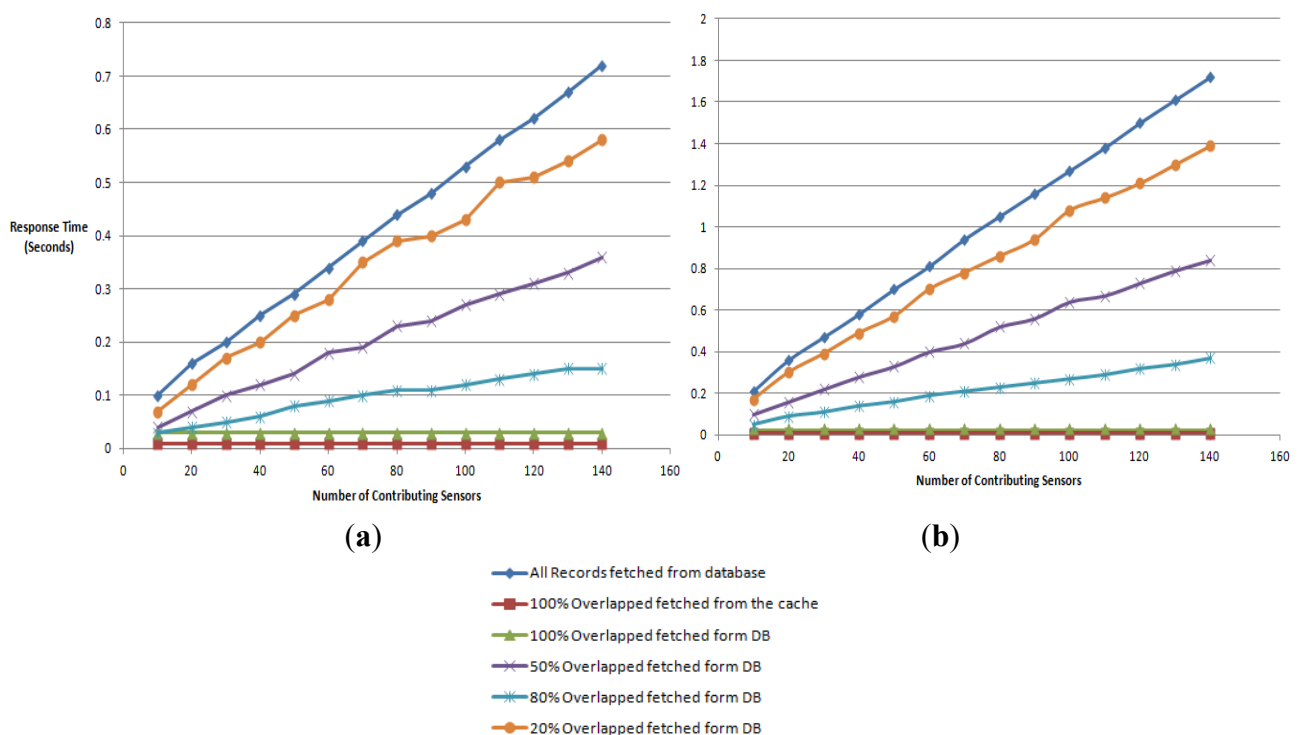 0.8
0.7
0.6
0.5
0.4
0.3
0.2
0.1
0
Response Time
(Seconds)
0 20 40 60 80 100 120 140 160
Number of Contributing Sensors
(a)
2
1.8
1.6
1.4
1.2
1
0.8
0.6
0.4
0.2
0
0 20 40 60 80 100 120 140 160
Number of Contributing Sensors
(b)
All Records fetched from database
100% Overlapped fetched from the cache
100% Overlapped fetched form DB
50% Overlapped fetched form DB
80% Overlapped fetched form DB
20% Overlapped fetched form DB